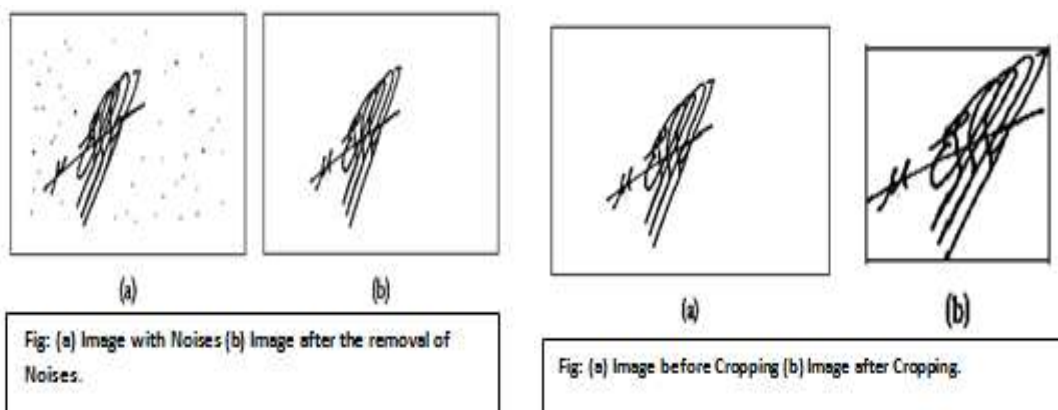 (a)
(b)
Fig: (a) Image with Noises (b) Image after the removal of
Noises.
(a)
(b)
Fig: (a) Image before Cropping (b) Image after Cropping.